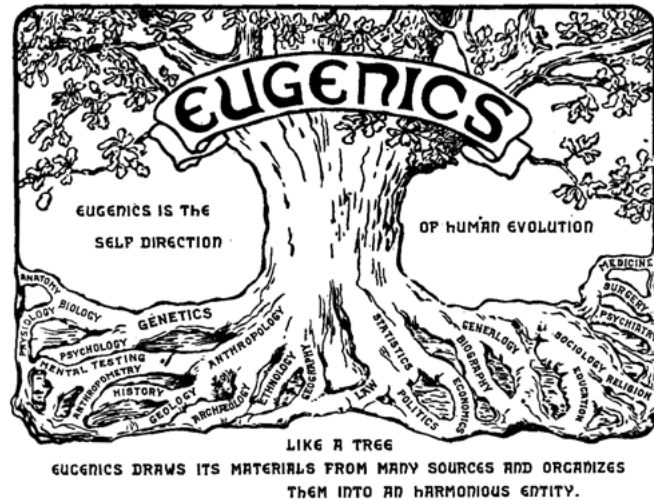 EUGENICS
EUGENICS IS THE
SELF DIRECTION
OF HUMAN EVOLUTION
ANATOMY
PHYSIOLOGY
BIOLOGY
GENETICS
PSYCHOLOGY
MENTAL TESTING
ANTHROPOMETRY
HISTORY
ANTHROPOLOGY
GEOLOGY
ARCHAEOLOGY
ETHNOLOGY
GEOGRAPHY
LAW
STATISTICS
POLITICS
ECONOMICS
BIOGRAPHY
GENEALOGY
EDUCATION
SOCIOLOGY
RELIGION
PSYCHIATRY
SURGERY
MEDICINE
LIKE A TREE
EUGENICS DRAWS ITS MATERIALS FROM MANY SOURCES AND ORGANIZES
THEM INTO AN HARMONIOUS ENTITY.